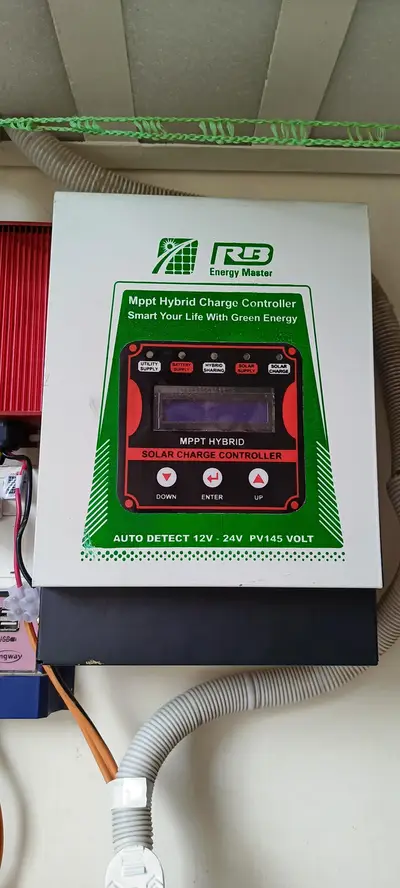 RB
Energy Master
Mppt Hybrid Charge Controller
Smart Your Life With Green Energy
UTILITY SUPPLY
BATTERY SUPPLY
HYBRID SHARING
SOLAR SUPPLY
SOLAR CHARGE
MPPT HYBRID
SOLAR CHARGE CONTROLLER
DOWN
ENTER
UP
AUTO DETECT 12V - 24V PV145 VOLT
ngway